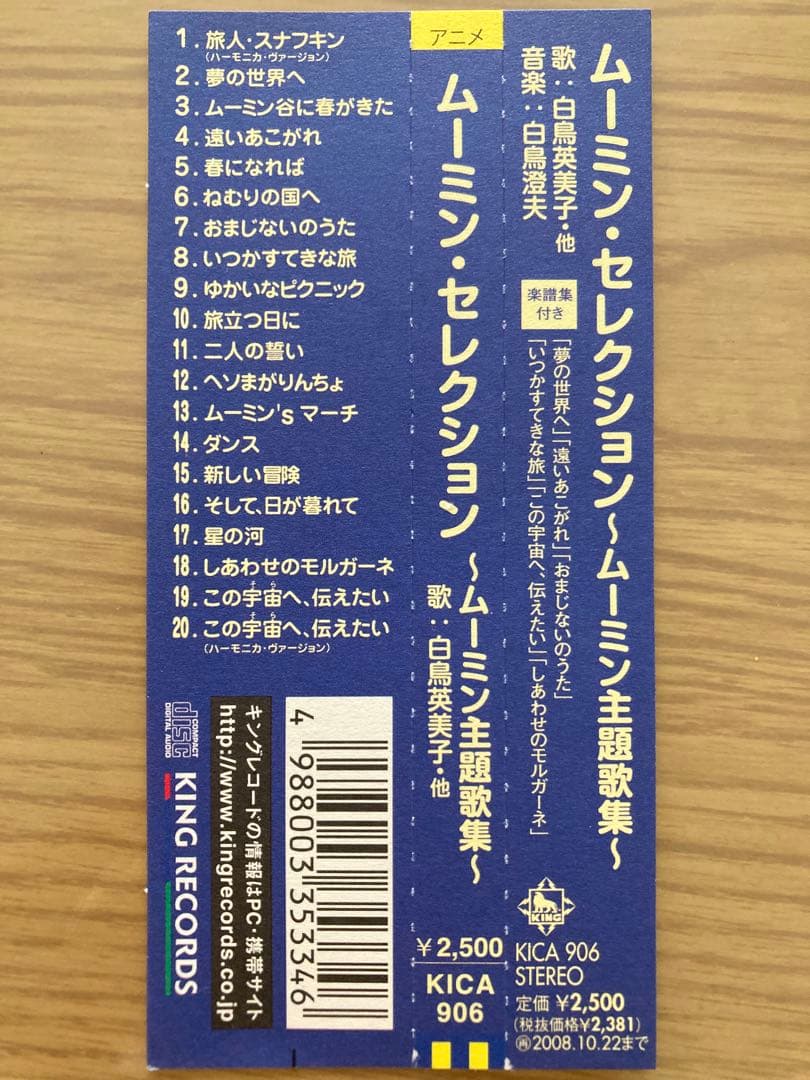 1. 旅人・スナフキン
(ハーモニカ・ヴァージョン)
2. 夢の世界へ
3. ムーミン谷に春がきた
4. 遠いあこがれ
5. 春になれば
6. ねむりの国へ
7. おまじないのうた
8. いつかすてきな旅
9. ゆかいなピクニック
10. 旅立つ日に
11. 二人の誓い
12. ヘソまがりんちょ
13. ムーミン'sマーチ
14. ダンス
15. 新しい冒険
16. そして、日が暮れて
17. 星の河
18. しあわせのモルガーネ
19. この宇宙へ、伝えたい
そら
20. この宇宙へ、伝えたい
そら
(ハーモニカ・ヴァージョン)
COMPACT
disc
DIGITAL AUDIO
KING RECORDS
キングレコードの情報はPC・携帯サイト
http://www.kingrecords.co.jp
4 988003 353346
アニメ
ムーミン・セレクション ～ムーミン主題歌集～
歌：白鳥英美子・他
¥2,500
KICA
906
ムーミン・セレクション～ムーミン主題歌集～
歌：白鳥英美子・他
音楽：白鳥澄夫
楽譜集
付き
「夢の世界へ」「遠いあこがれ」「おまじないのうた」
「いつかすてきな旅」「この宇宙へ、伝えたい」「しあわせのモルガーネ」
KING
KICA 906
STEREO
定価 ¥2,500
(税抜価格¥2,381)
再2008.10.22まで